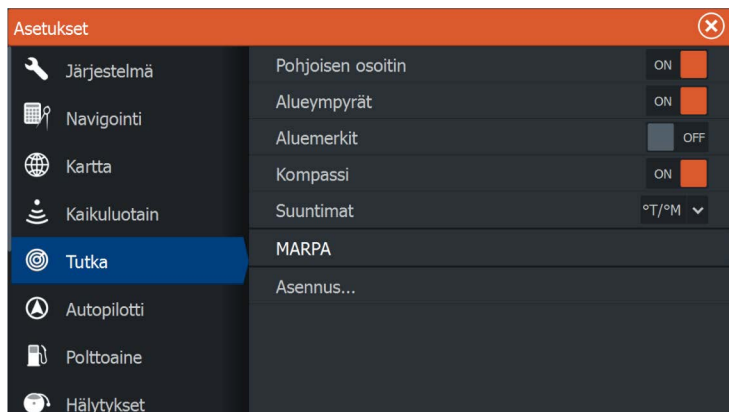 Asetukset
Järjestelmä
Navigointi
Kartta
Kaikuluotain
Tutka
Autopilotti
Polttoaine
Hälytykset
Pohjoisen osoitin ON
Alueympyrät ON
Aluemerkit OFF
Kompassi ON
Suuntimat °T/°M
MARPA
Asennus...